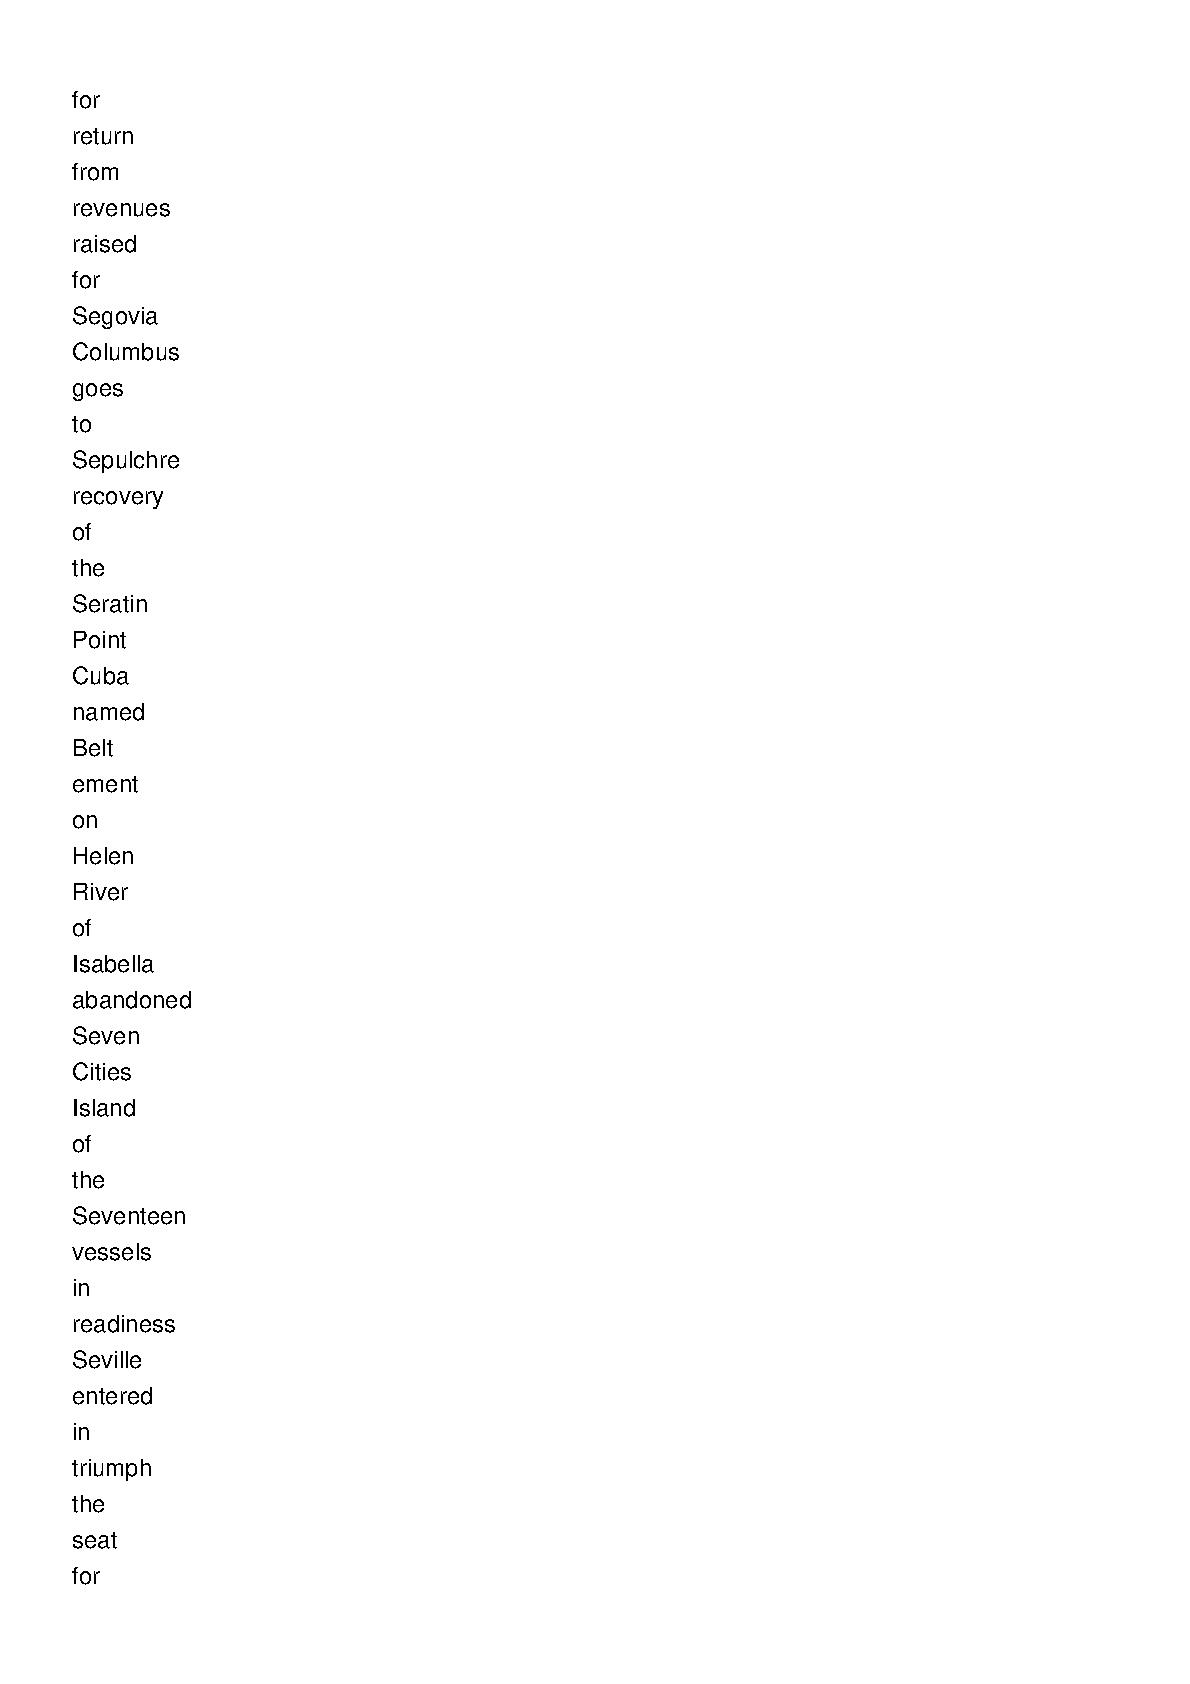 for
return
from
revenues
raised
for
Segovia
Columbus
goes
to
Sepulchre
recovery
of
the
Seratin
Point
Cuba
named
Belt
ement
on
Helen
River
of
Isabella
abandoned
Seven
Cities
Island
of
the
Seventeen
vessels
in
readiness
Seville
entered
in
triumph
the
seat
for